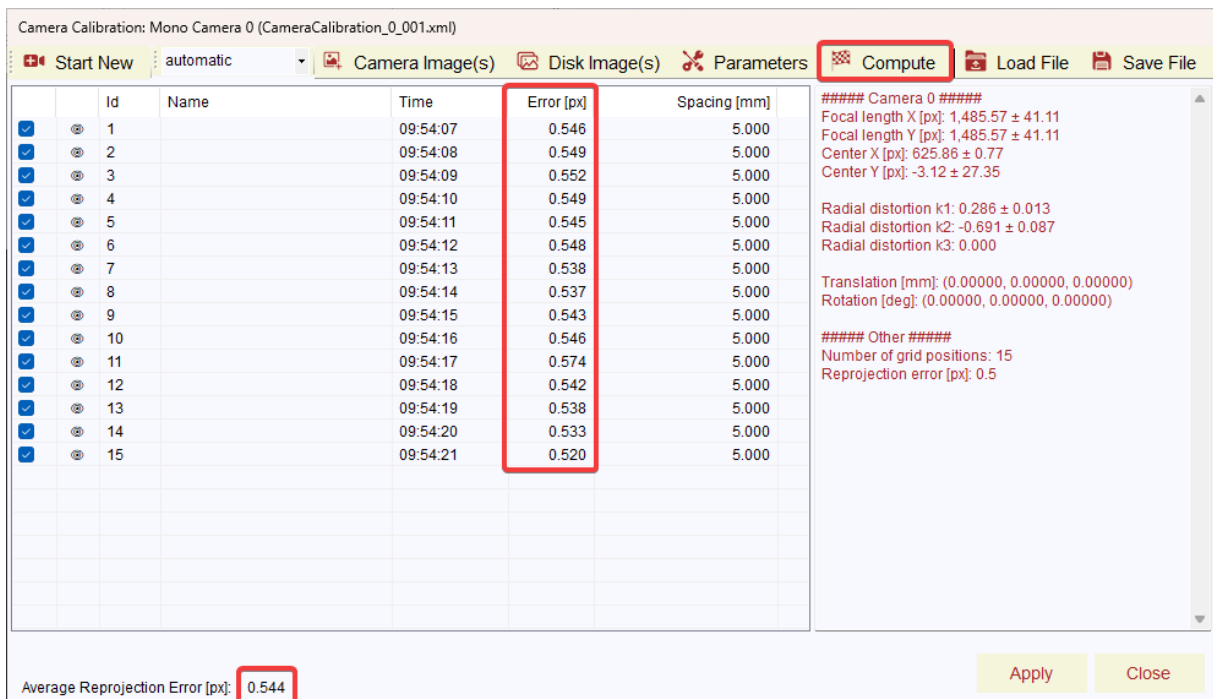 Camera Calibration: Mono Camera 0 (CameraCalibration_0_001.xml)
Start New automatic Camera Image(s) Disk Image(s) Parameters Compute Load File Save File
Id Name Time Error [px] Spacing [mm]
1 09:54:07 0.546 5.000
2 09:54:08 0.549 5.000
3 09:54:09 0.552 5.000
4 09:54:10 0.549 5.000
5 09:54:11 0.545 5.000
6 09:54:12 0.548 5.000
7 09:54:13 0.538 5.000
8 09:54:14 0.537 5.000
9 09:54:15 0.543 5.000
10 09:54:16 0.546 5.000
11 09:54:17 0.574 5.000
12 09:54:18 0.542 5.000
13 09:54:19 0.538 5.000
14 09:54:20 0.533 5.000
15 09:54:21 0.520 5.000
##### Camera 0 #####
Focal length X [px]: 1,485.57 ± 41.11
Focal length Y [px]: 1,485.57 ± 41.11
Center X [px]: 625.86 ± 0.77
Center Y [px]: -3.12 ± 27.35
Radial distortion k1: 0.286 ± 0.013
Radial distortion k2: -0.691 ± 0.087
Radial distortion k3: 0.000
Translation [mm]: (0.00000, 0.00000, 0.00000)
Rotation [deg]: (0.00000, 0.00000, 0.00000)
##### Other #####
Number of grid positions: 15
Reprojection error [px]: 0.5
Apply Close
Average Reprojection Error [px]: 0.544